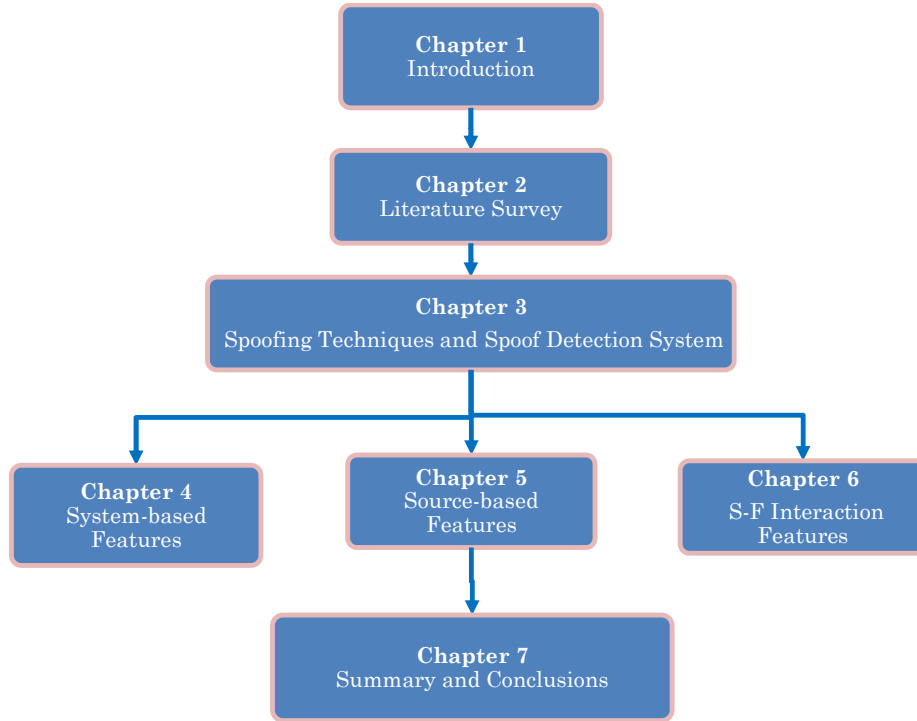 Chapter 1
Introduction
Chapter 2
Literature Survey
Chapter 3
Spoofing Techniques and Spoof Detection System
Chapter 4
System-based
Features
Chapter 5
Source-based
Features
Chapter 6
S-F Interaction
Features
Chapter 7
Summary and Conclusions